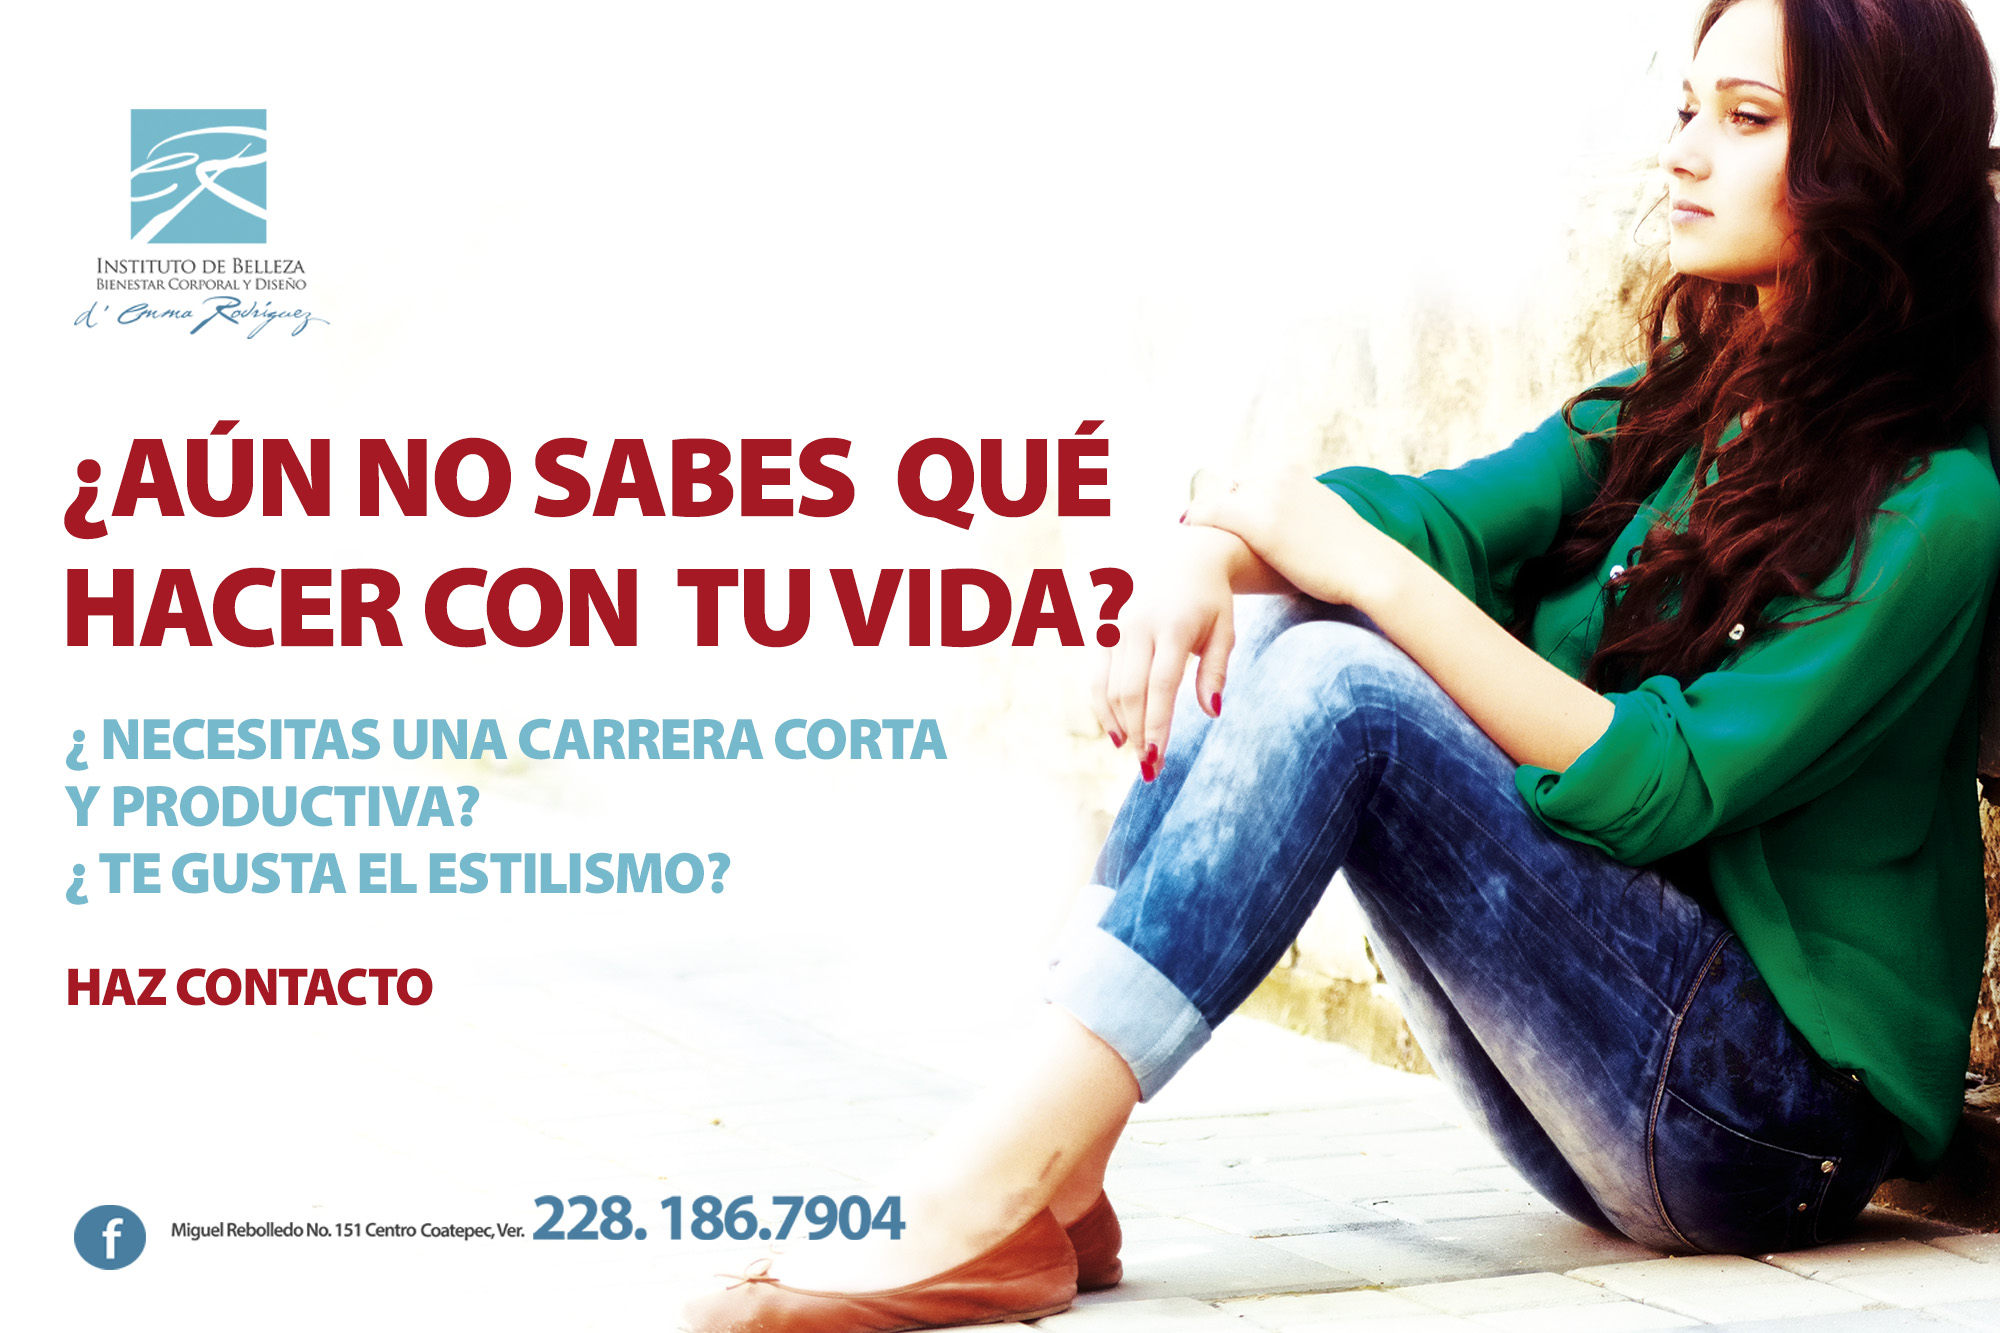 INSTITUTO DE BELLEZA
BIENESTAR CORPORAL Y DISEÑO
d' Emma Rodríguez
¿AÚN NO SABES QUÉ
HACER CON TU VIDA?
¿ NECESITAS UNA CARRERA CORTA
Y PRODUCTIVA?
¿ TE GUSTA EL ESTILISMO?
HAZ CONTACTO
f Miguel Rebolledo No. 151 Centro Coatepec, Ver. 228. 186.7904